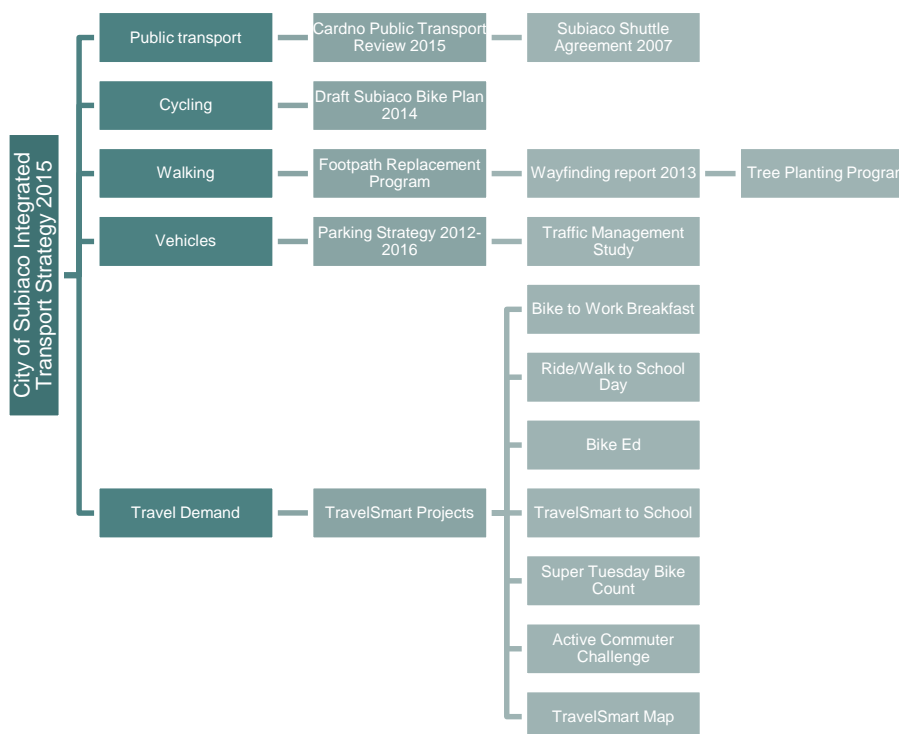 City of Subiaco Integrated
Transport Strategy 2015
Public transport
Cardno Public Transport
Review 2015
Subiaco Shuttle
Agreement 2007
Cycling
Draft Subiaco Bike Plan
2014
Walking
Footpath Replacement
Program
Wayfinding report 2013
Tree Planting Program
Vehicles
Parking Strategy 2012-
2016
Traffic Management
Study
Travel Demand
TravelSmart Projects
Bike to Work Breakfast
Ride/Walk to School
Day
Bike Ed
TravelSmart to School
Super Tuesday Bike
Count
Active Commuter
Challenge
TravelSmart Map